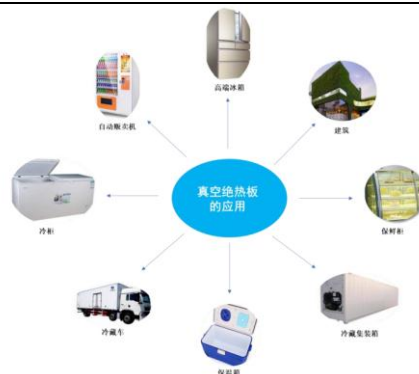 高端冰箱
自动贩卖机
建筑
真空绝热板
的应用
冷柜
保鲜柜
冷藏车
冷藏集装箱
保温箱